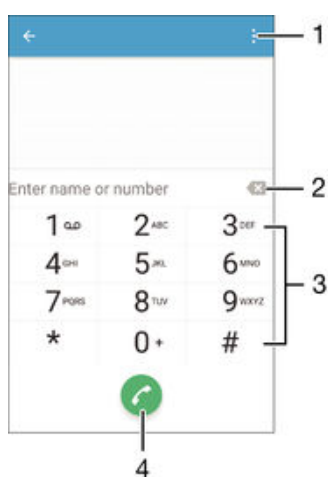 1
Enter name or number 2
1 2 ABC 3 DEF
4 GHI 5 JKL 6 MNO 3
7 PQRS 8 TUV 9 WXYZ
* 0 + #
4